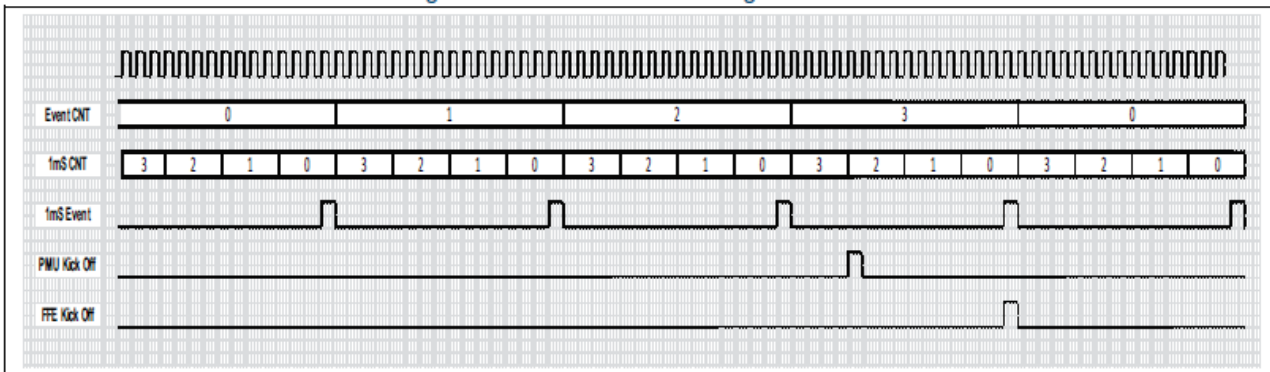 Event CNT 0 1 2 3 0
1mS CNT 3 2 1 0 3 2 1 0 3 2 1 0 3 2 1 0 3 2 1 0
1mS Event
PMU Kick Off
FFE Kick Off